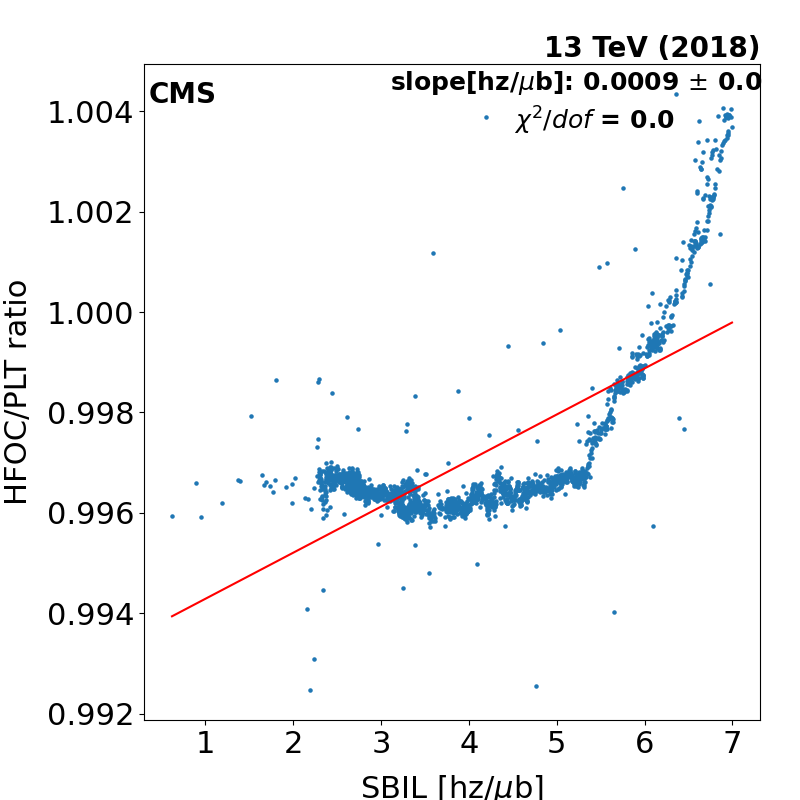 13 TeV (2018)
CMS
slope[hz/μb]: 0.0009 ± 0.0
χ²/dof = 0.0
HFOC/PLT ratio
1.004
1.002
1.000
0.998
0.996
0.994
0.992
1 2 3 4 5 6 7
SBIL [hz/μb]